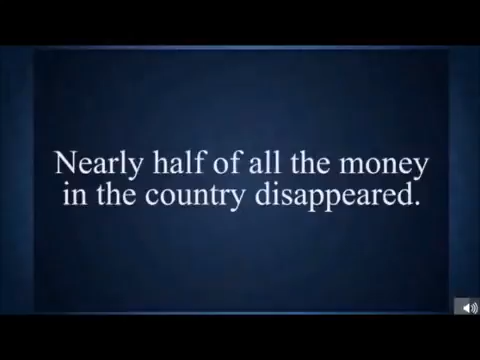 Nearly half of all the money
in the country disappeared.